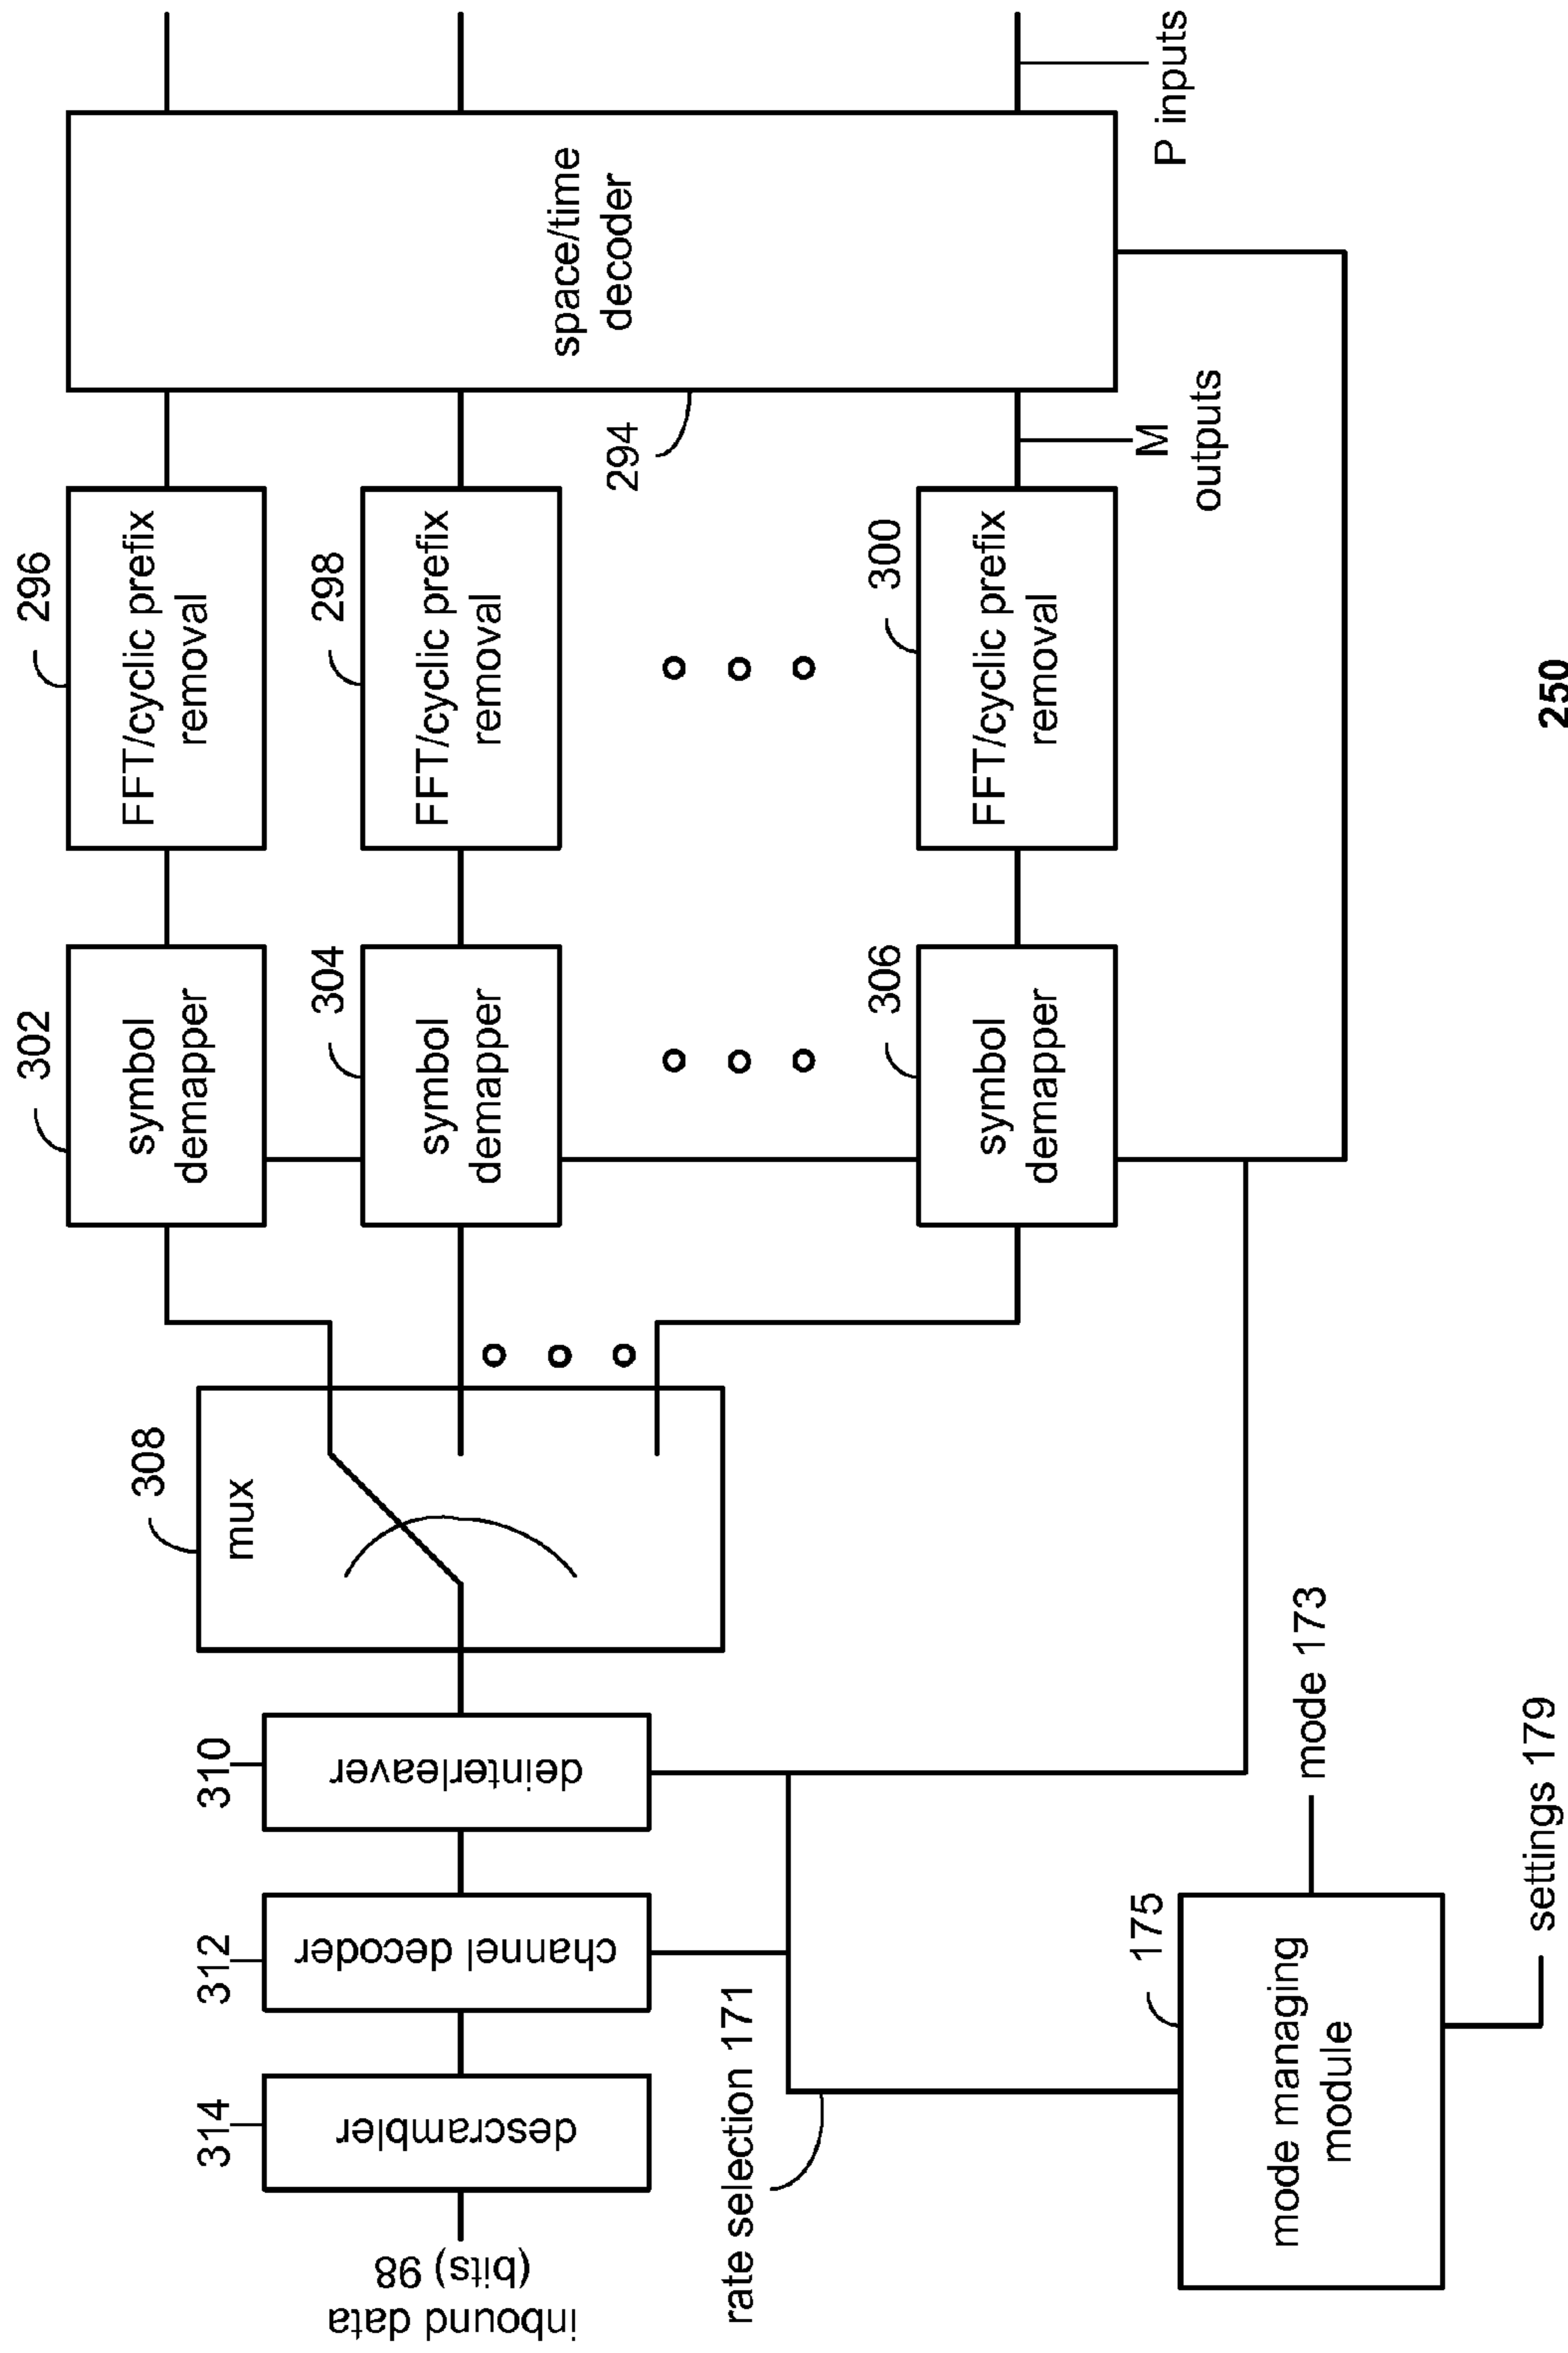 296
FFT/cyclic prefix
removal
298
FFT/cyclic prefix
removal
300
FFT/cyclic prefix
removal
302
symbol
demapper
304
symbol
demapper
306
symbol
demapper
space/time
decoder
294
P inputs
M
outputs
308
mux
310
deinterleaver
312
channel decoder
314
descrambler
inbound data
(bits) 98
rate selection 171
175
mode managing
module
mode 173
settings 179
250